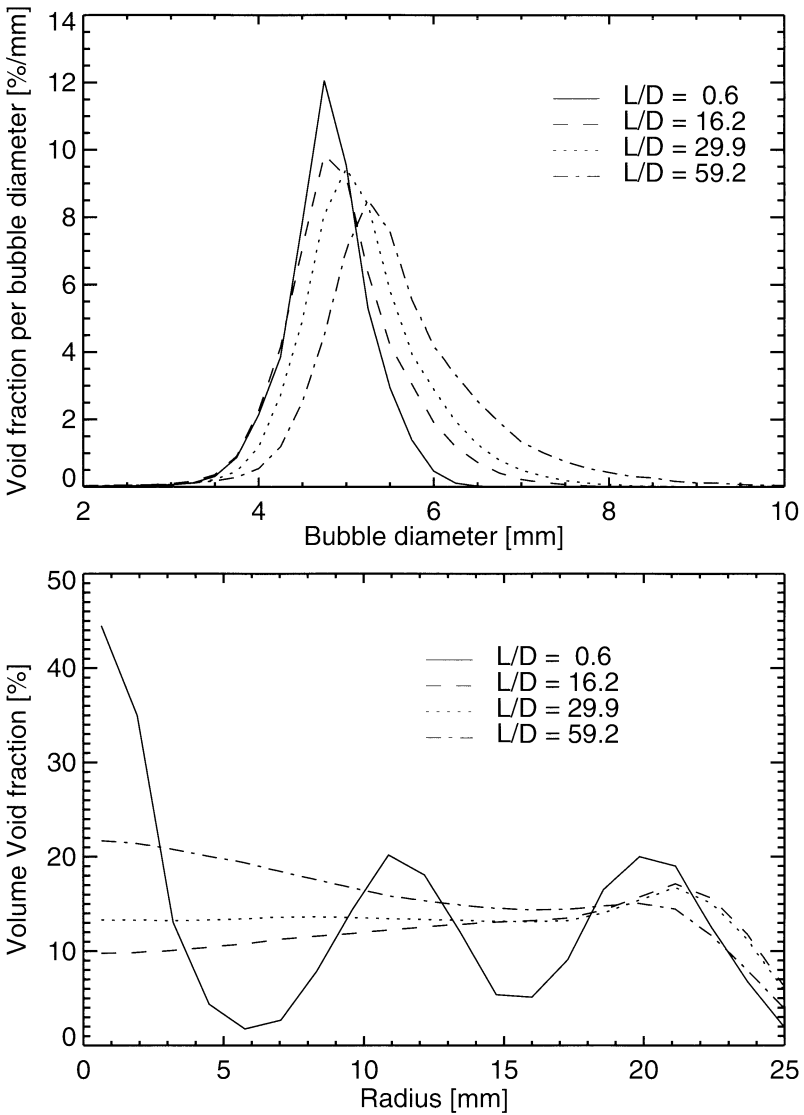 Void fraction per bubble diameter [%/mm]
14
12
10
8
6
4
2
0
L/D = 0.6
L/D = 16.2
L/D = 29.9
L/D = 59.2
2 4 6 8 10
Bubble diameter [mm]
Volume Void fraction [%]
50
40
30
20
10
0
L/D = 0.6
L/D = 16.2
L/D = 29.9
L/D = 59.2
0 5 10 15 20 25
Radius [mm]